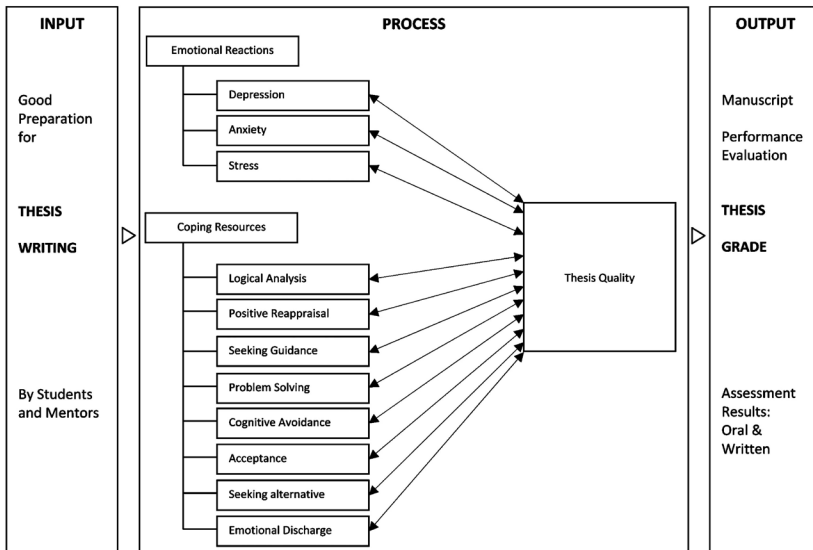 INPUT
Good
Preparation
for
THESIS
WRITING
By Students
and Mentors
PROCESS
Emotional Reactions
Depression
Anxiety
Stress
Coping Resources
Logical Analysis
Positive Reappraisal
Seeking Guidance
Problem Solving
Cognitive Avoidance
Acceptance
Seeking alternative
Emotional Discharge
Thesis Quality
OUTPUT
Manuscript
Performance
Evaluation
THESIS
GRADE
Assessment
Results:
Oral &
Written